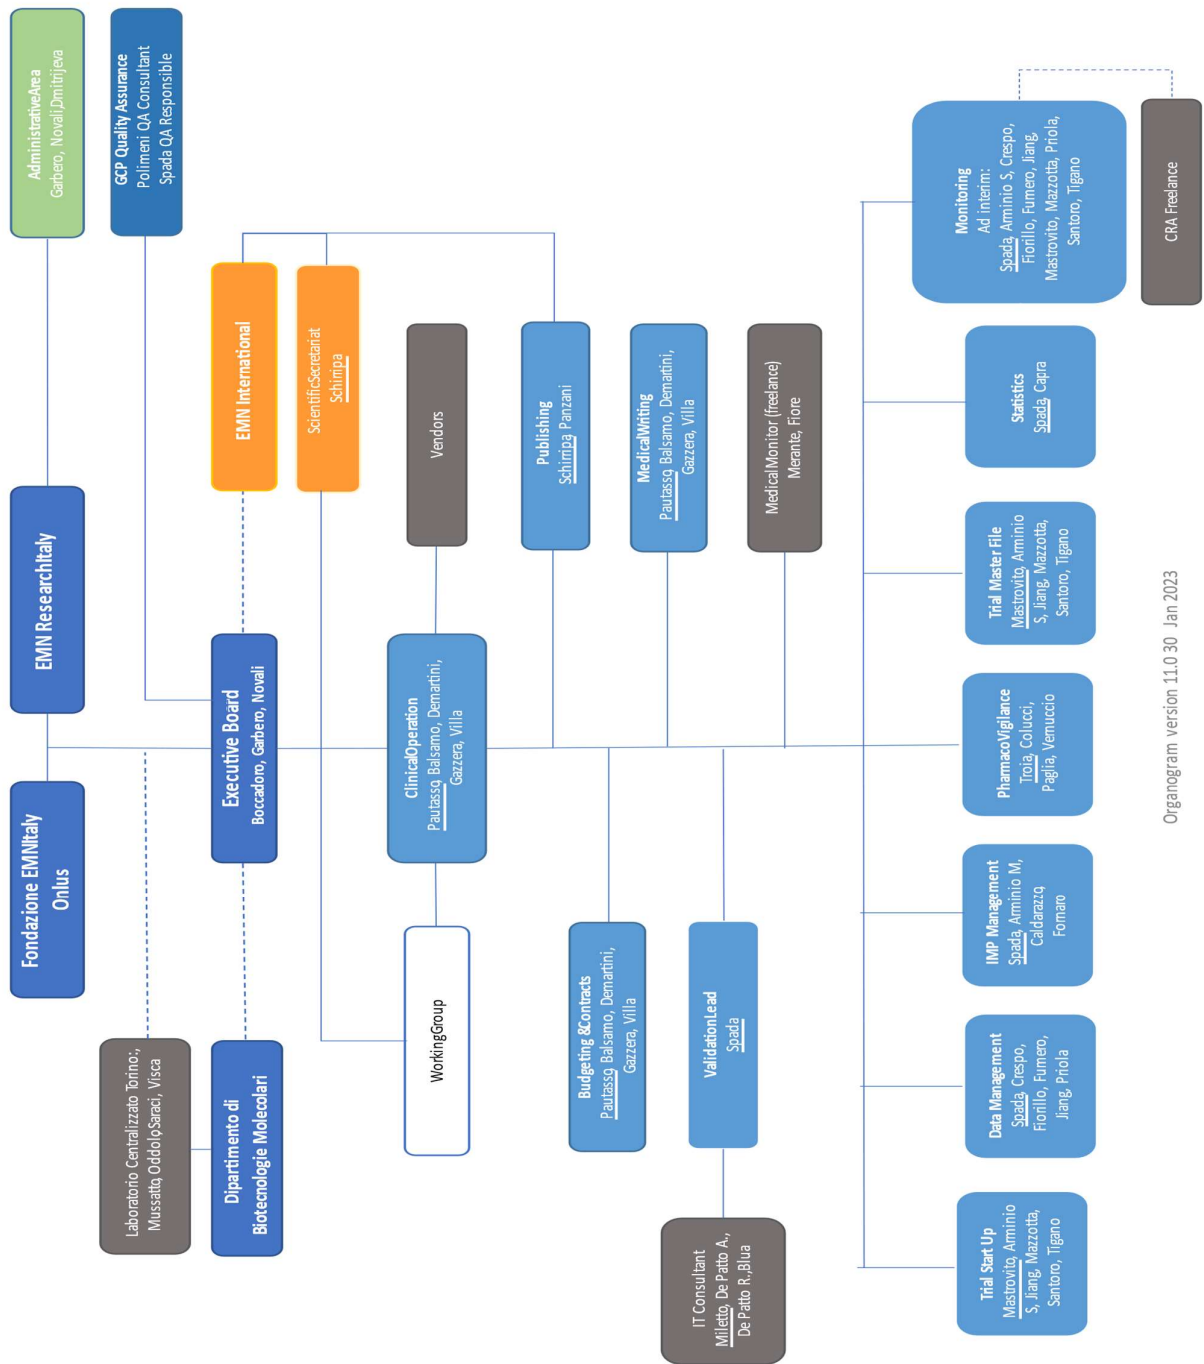 Fondazione EMNItaly
Onlus
EMN ResearchItaly
AdministrativeArea
Garbero, Novali,Dmitrijeva
GCP Quality Assurance
Polimeni QA Consultant
Spada QA Responsible
Laboratorio Centralizzato Torino:,
Mussatto, Oddolo,Saraci, Visca
Dipartimento di
Biotecnologie Molecolari
Executive Board
Boccadoro, Garbero, Novali
EMN International
ScientificSecretariat
Schirripa
WorkingGroup
ClinicalOperation
Pautasso, Balsamo, Demartini,
Gazzera, Villa
Vendors
Publishing
Schirripa, Panzani
Budgeting &Contracts
Pautasso, Balsamo, Demartini,
Gazzera, Villa
MedicalWriting
Pautasso, Balsamo, Demartini,
Gazzera, Villa
IT Consultant
Miletto, De Patto A.,
De Patto R.,Blua
ValidationLead
Spada
MedicalMonitor (freelance)
Merante, Fiore
Trial Start Up
Mastrovito, Arminio
S, Jiang, Mazzotta,
Santoro, Tigano
Data Management
Spada, Crespo,
Fiorillo, Fumero,
Jiang, Priola
IMP Management
Spada, Arminio M,
Caldarazzo,
Fornaro
PharmacoVigilance
Troia, Colucci,
Paglia, Vernuccio
Trial Master File
Mastrovito, Arminio
S, Jiang, Mazzotta,
Santoro, Tigano
Statistics
Spada, Capra
Monitoring
Ad interim:
Spada, Arminio S, Crespo,
Fiorillo, Fumero, Jiang,
Mastrovito, Mazzotta, Priola,
Santoro, Tigano
CRA Freelance
Organogram version 11.0 30 Jan 2023